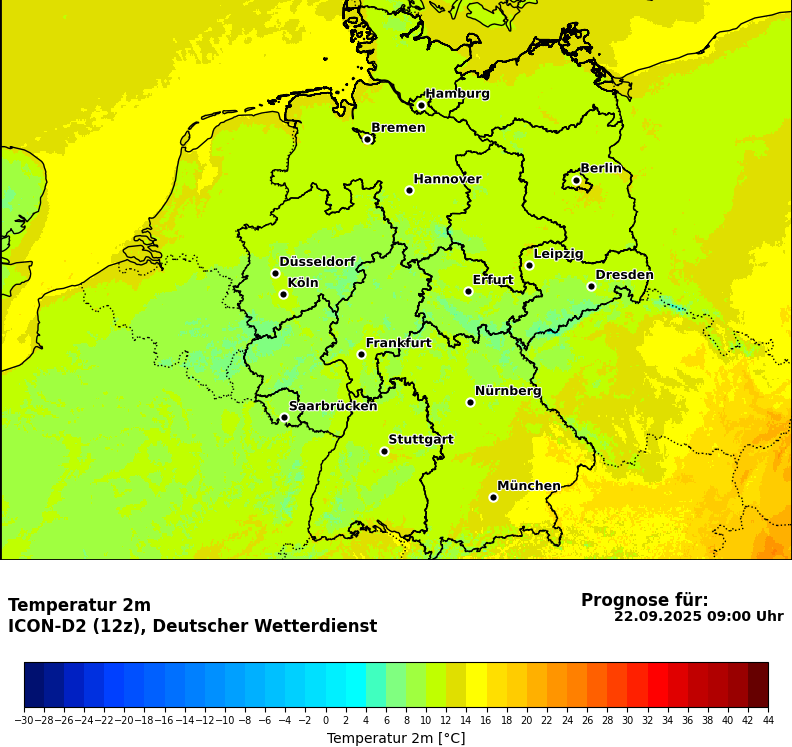 Hamburg
Bremen
Berlin
Hannover
Leipzig
Düsseldorf
Dresden
Köln
Erfurt
Frankfurt
Nürnberg
Saarbrücken
Stuttgart
München
Temperatur 2m
ICON-D2 (12z), Deutscher Wetterdienst
Prognose für:
22.09.2025 09:00 Uhr
−30 −28 −26 −24 −22 −20 −18 −16 −14 −12 −10 −8 −6 −4 −2 0 2 4 6 8 10 12 14 16 18 20 22 24 26 28 30 32 34 36 38 40 42 44
Temperatur 2m [°C]